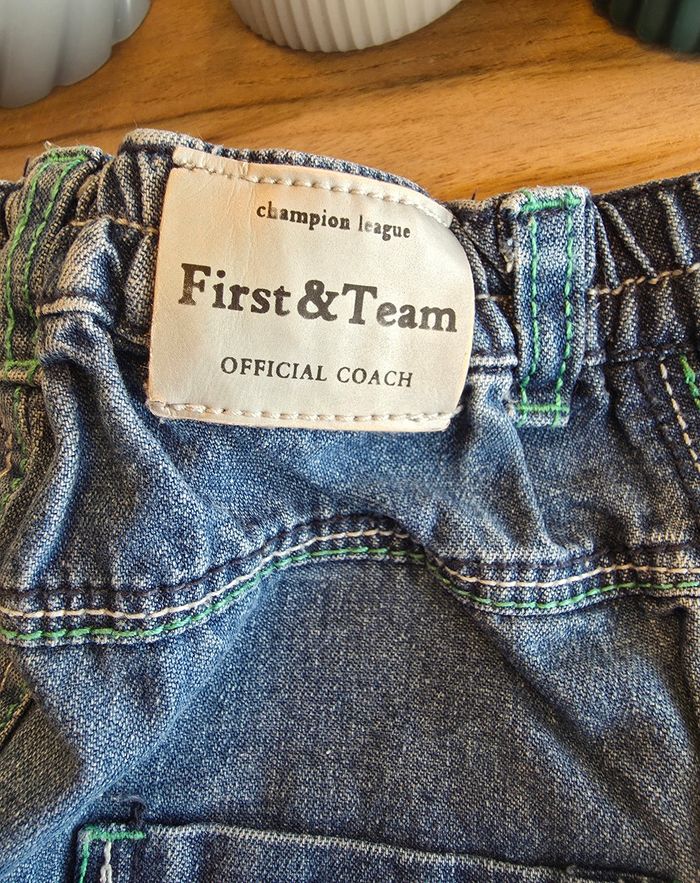 champion league
First&Team
OFFICIAL COACH